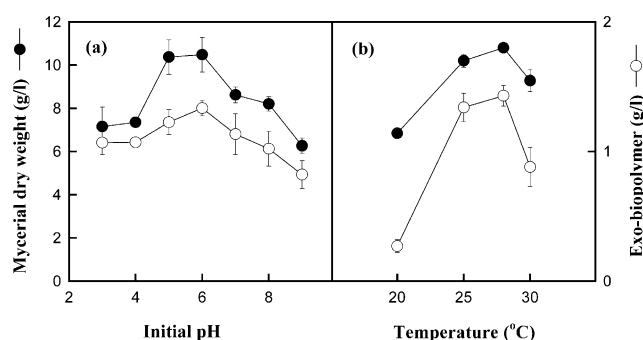 Mycerial dry weight (g/l)
12
10
8
6
4
2
0
(a)
2
4
6
8
Initial pH
(b)
20
25
30
Temperature (°C)
2
1
0
Exo-biopolymer (g/l)